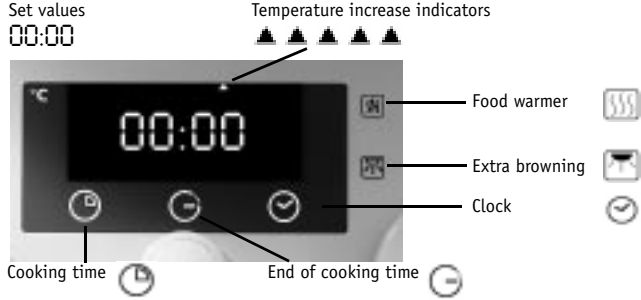 Set values
Temperature increase indicators
00:00
°C
00:00
Food warmer
Extra browning
Clock
Cooking time
End of cooking time